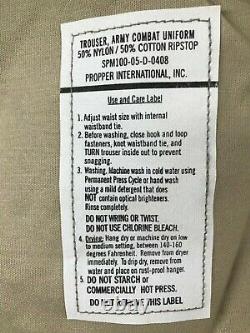 TROUSER, ARMY COMBAT UNIFORM
50% NYLON / 50% COTTON RIPSTOP
SPM100-05-D-0408
PROPPER INTERNATIONAL, INC.
Use and Care Label
1. Adjust waist size with internal
waistband tie.
2. Before washing, close hook and loop
fasteners, knot waistband tie, and
TURN trouser inside out to prevent
snagging.
3. Washing, Machine wash in cold water using
Permanent Press Cycle or hand wash
using a mild detergent that does
NOT contain optical brighteners.
Rinse completely.
DO NOT WRING OR TWIST.
DO NOT USE CHLORINE BLEACH.
4. Drying: Hang dry or machine dry on low
to medium setting, between 140-160
degrees Fahrenheit. Remove from dryer
immediately. To drip dry, remove from
water and place on rust-proof hanger.
5. DO NOT STARCH or
COMMERCIALLY HOT PRESS.
DO NOT REMOVE THIS LABEL